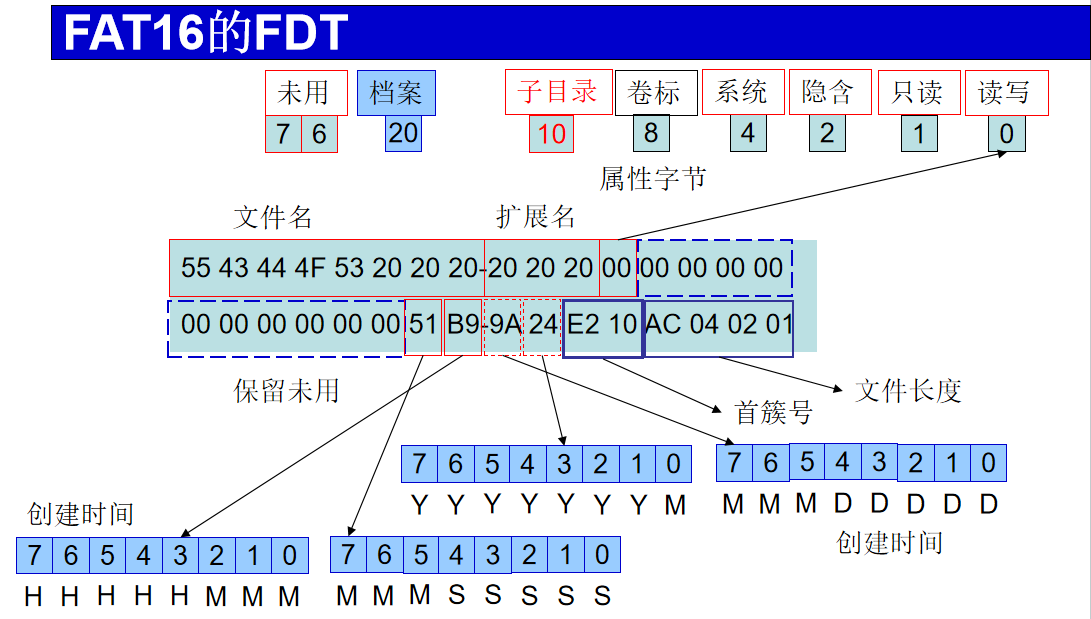 FAT16的FDT
未用 档案 子目录 卷标 系统 隐含 只读 读写
7 6 20 10 8 4 2 1 0
属性字节
文件名 扩展名
55 43 44 4F 53 20 20 20-20 20 20 00 00 00 00 00
00 00 00 00 00 00 51 B9-9A 24 E2 10 AC 04 02 01
保留未用
文件长度
首簇号
7 6 5 4 3 2 1 0
Y Y Y Y Y Y Y M
7 6 5 4 3 2 1 0
M M M D D D D D
创建时间
创建时间
7 6 5 4 3 2 1 0
H H H H H M M M
7 6 5 4 3 2 1 0
M M M S S S S S